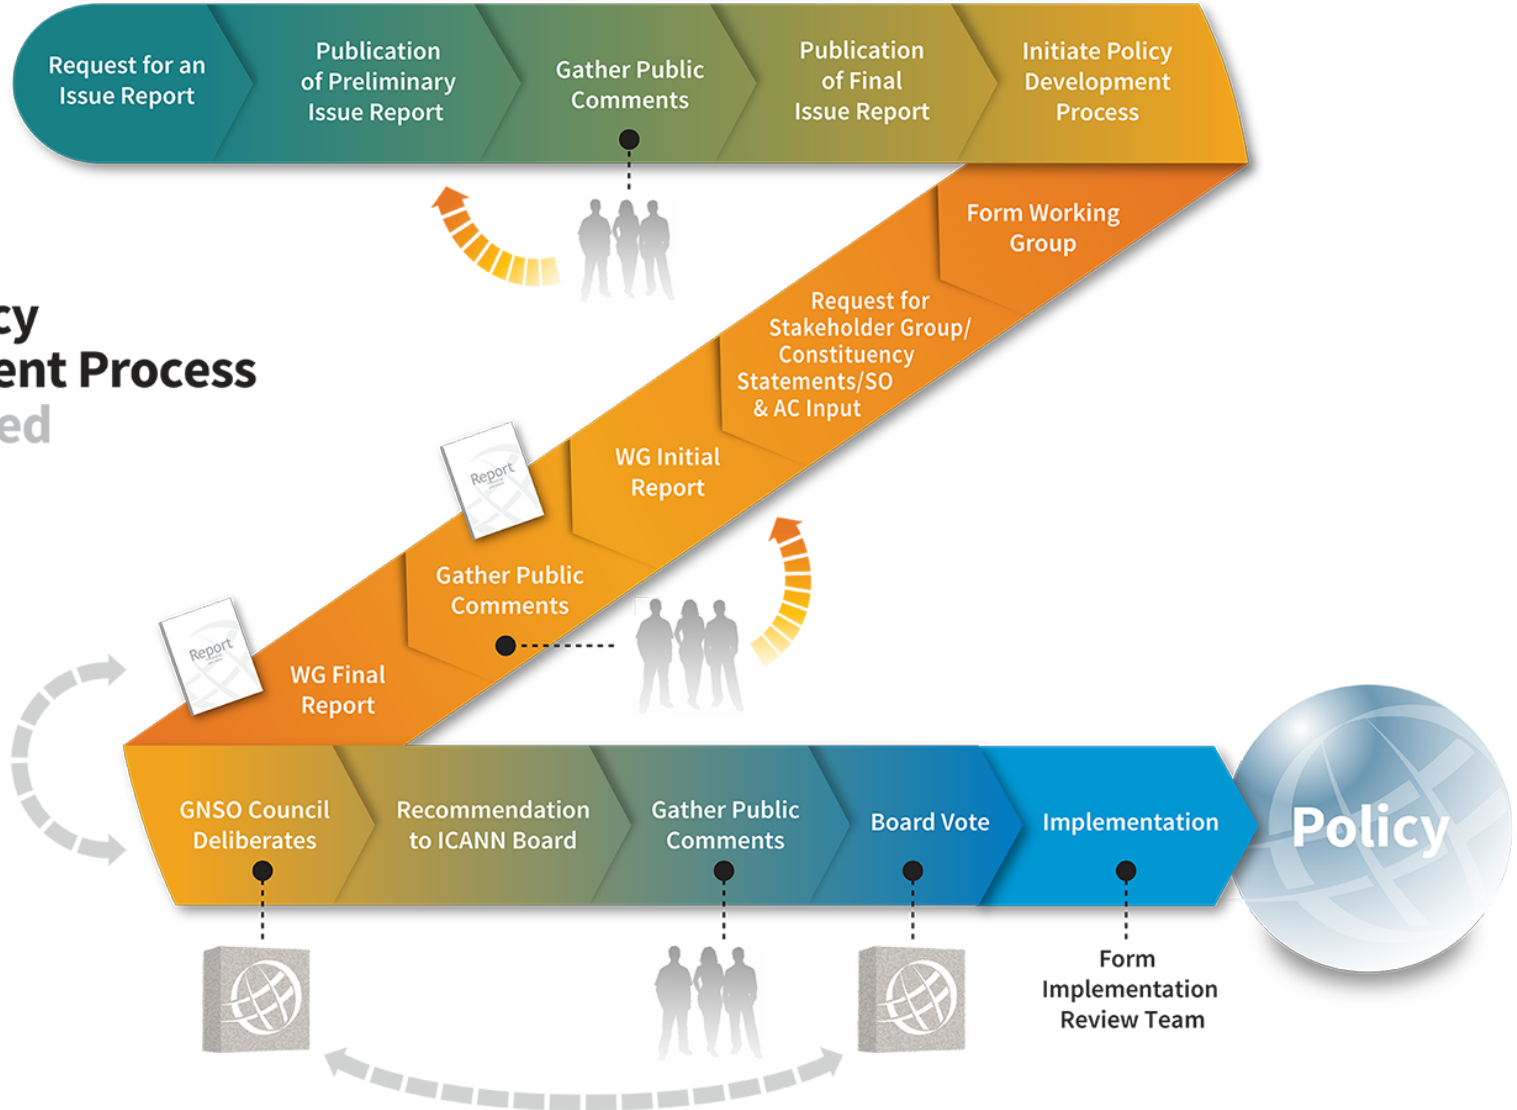 Request for an
Issue Report
Publication
of Preliminary
Issue Report
Gather Public
Comments
Publication
of Final
Issue Report
Initiate Policy
Development
Process
Form Working
Group
Request for
Stakeholder Group/
Constituency
Statements/SO
& AC Input
cy
ent Process
ed
WG Initial
Report
Report
Gather Public
Comments
Report
WG Final
Report
GNSO Council
Deliberates
Recommendation
to ICANN Board
Gather Public
Comments
Board Vote
Implementation
Policy
Form
Implementation
Review Team